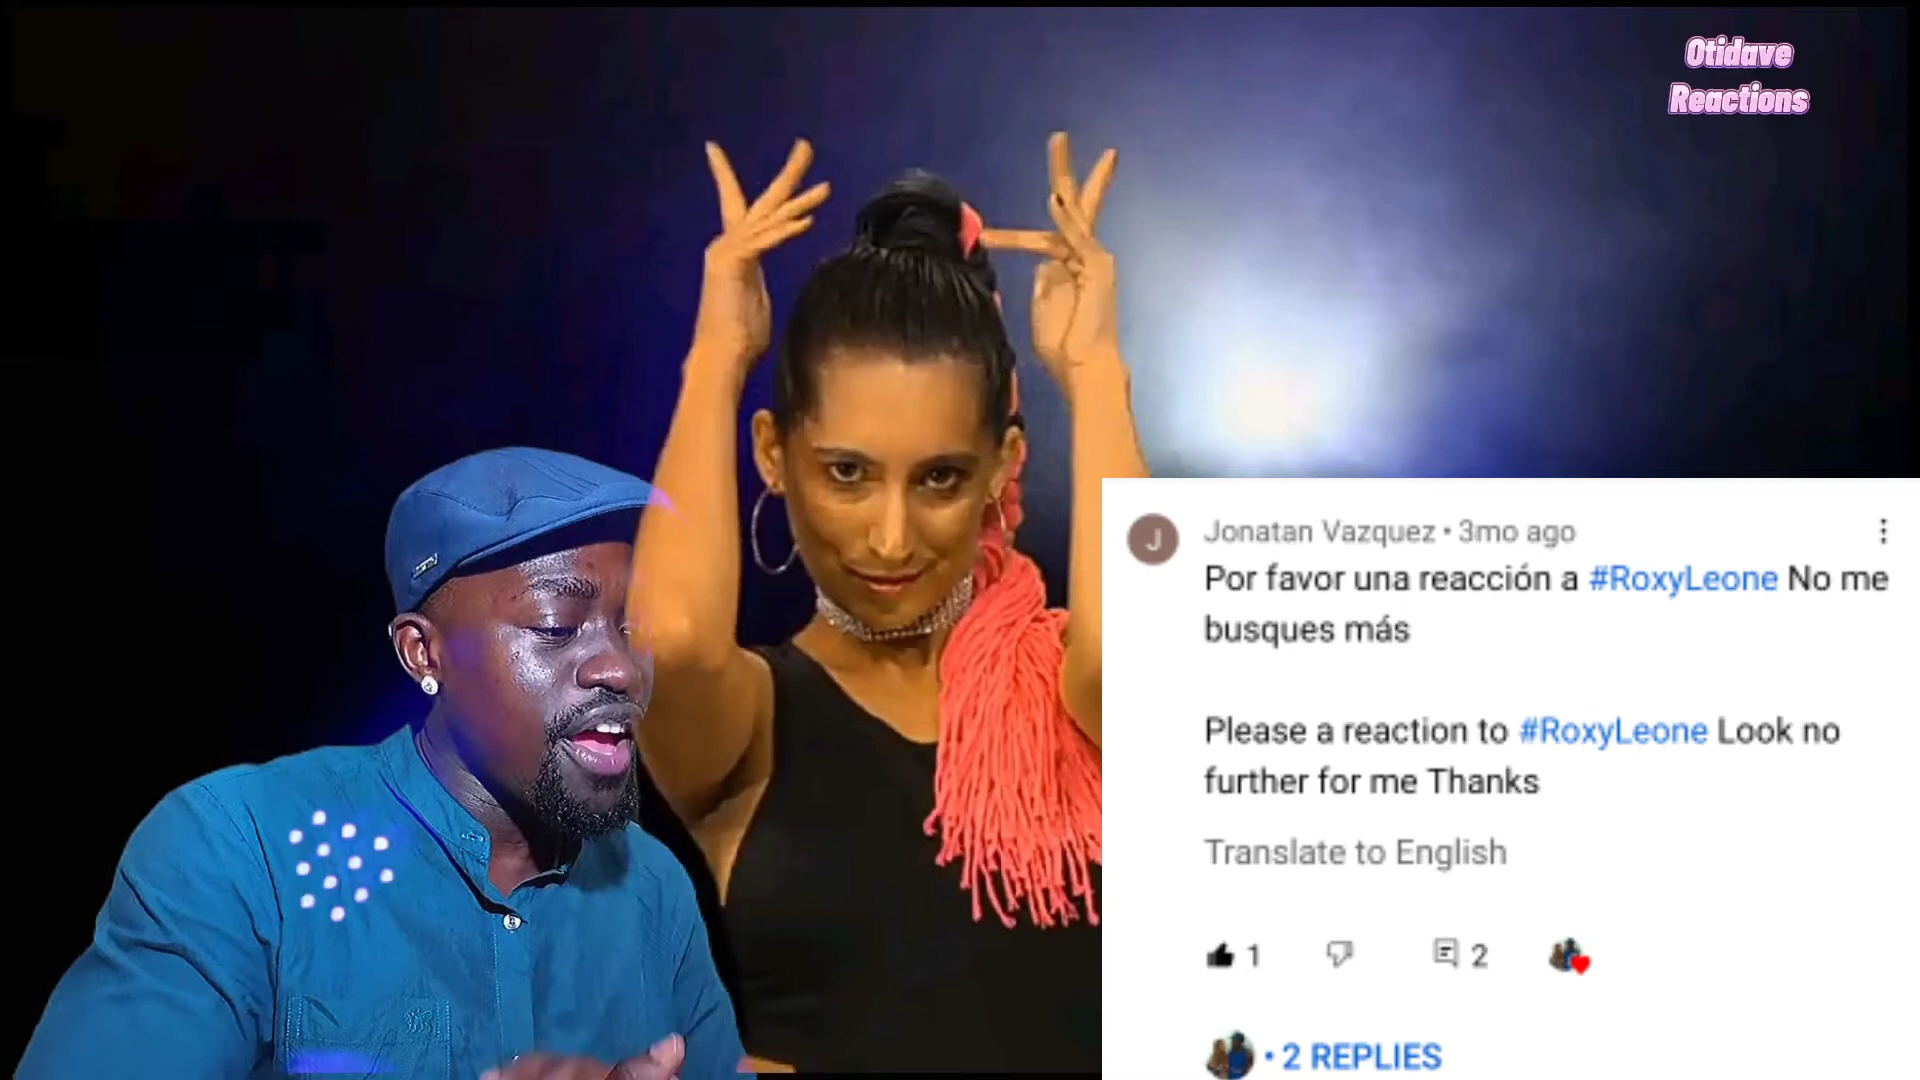 Otidave
Reactions
J
Jonatan Vazquez • 3mo ago
Por favor una reacción a #RoxyLeone No me
busques más
Please a reaction to #RoxyLeone Look no
further for me Thanks
Translate to English
1
2
• 2 REPLIES